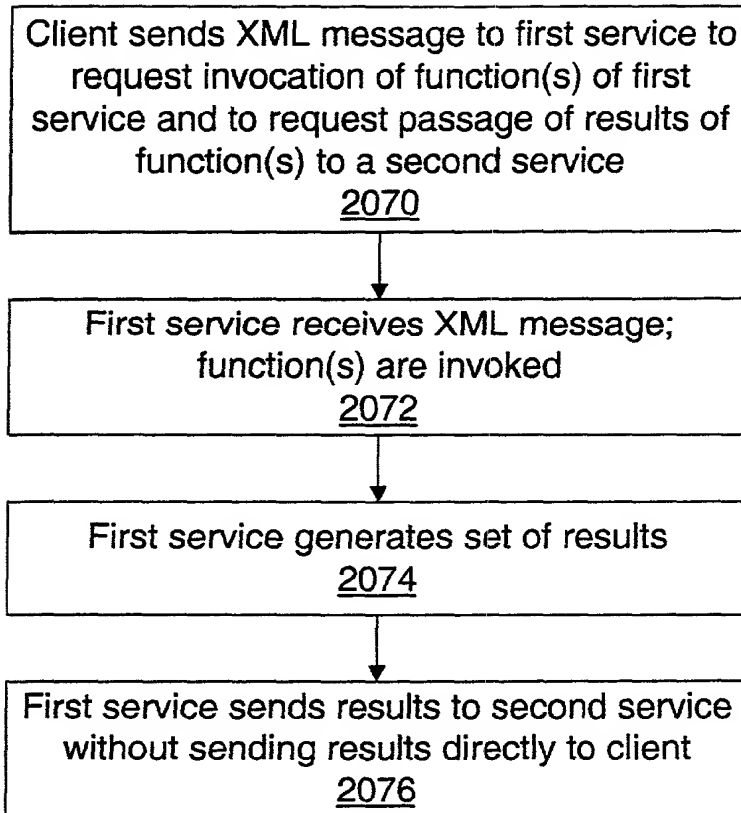 Client sends XML message to first service to
request invocation of function(s) of first
service and to request passage of results of
function(s) to a second service
2070
First service receives XML message;
function(s) are invoked
2072
First service generates set of results
2074
First service sends results to second service
without sending results directly to client
2076